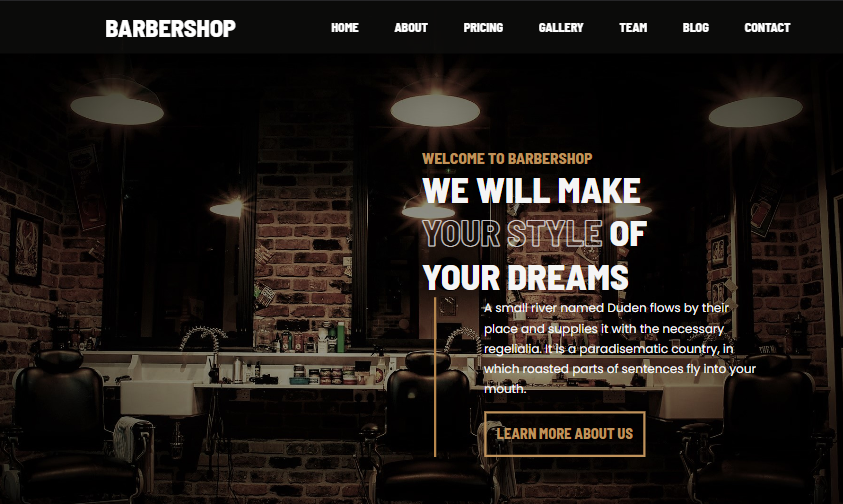 BARBERSHOP
HOME ABOUT PRICING GALLERY TEAM BLOG CONTACT
WELCOME TO BARBERSHOP
WE WILL MAKE
YOUR STYLE OF
YOUR DREAMS
A small river named Duden flows by their
place and supplies it with the necessary
regelialia. It is a paradisematic country, in
which roasted parts of sentences fly into your
mouth.
LEARN MORE ABOUT US